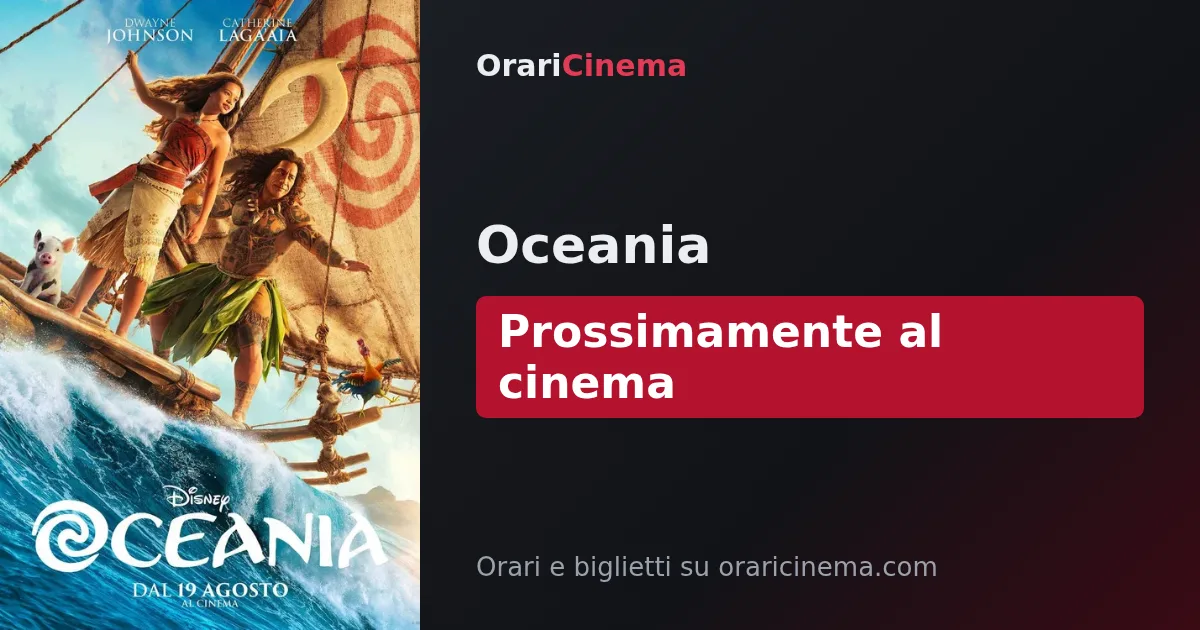 DWAYNE JOHNSON
CATHERINE LAGAʻAIA
DISNEY
OCEANIA
DAL 19 AGOSTO
AL CINEMA
OrariCinema
Oceania
Prossimamente al
cinema
Orari e biglietti su oraricinema.com